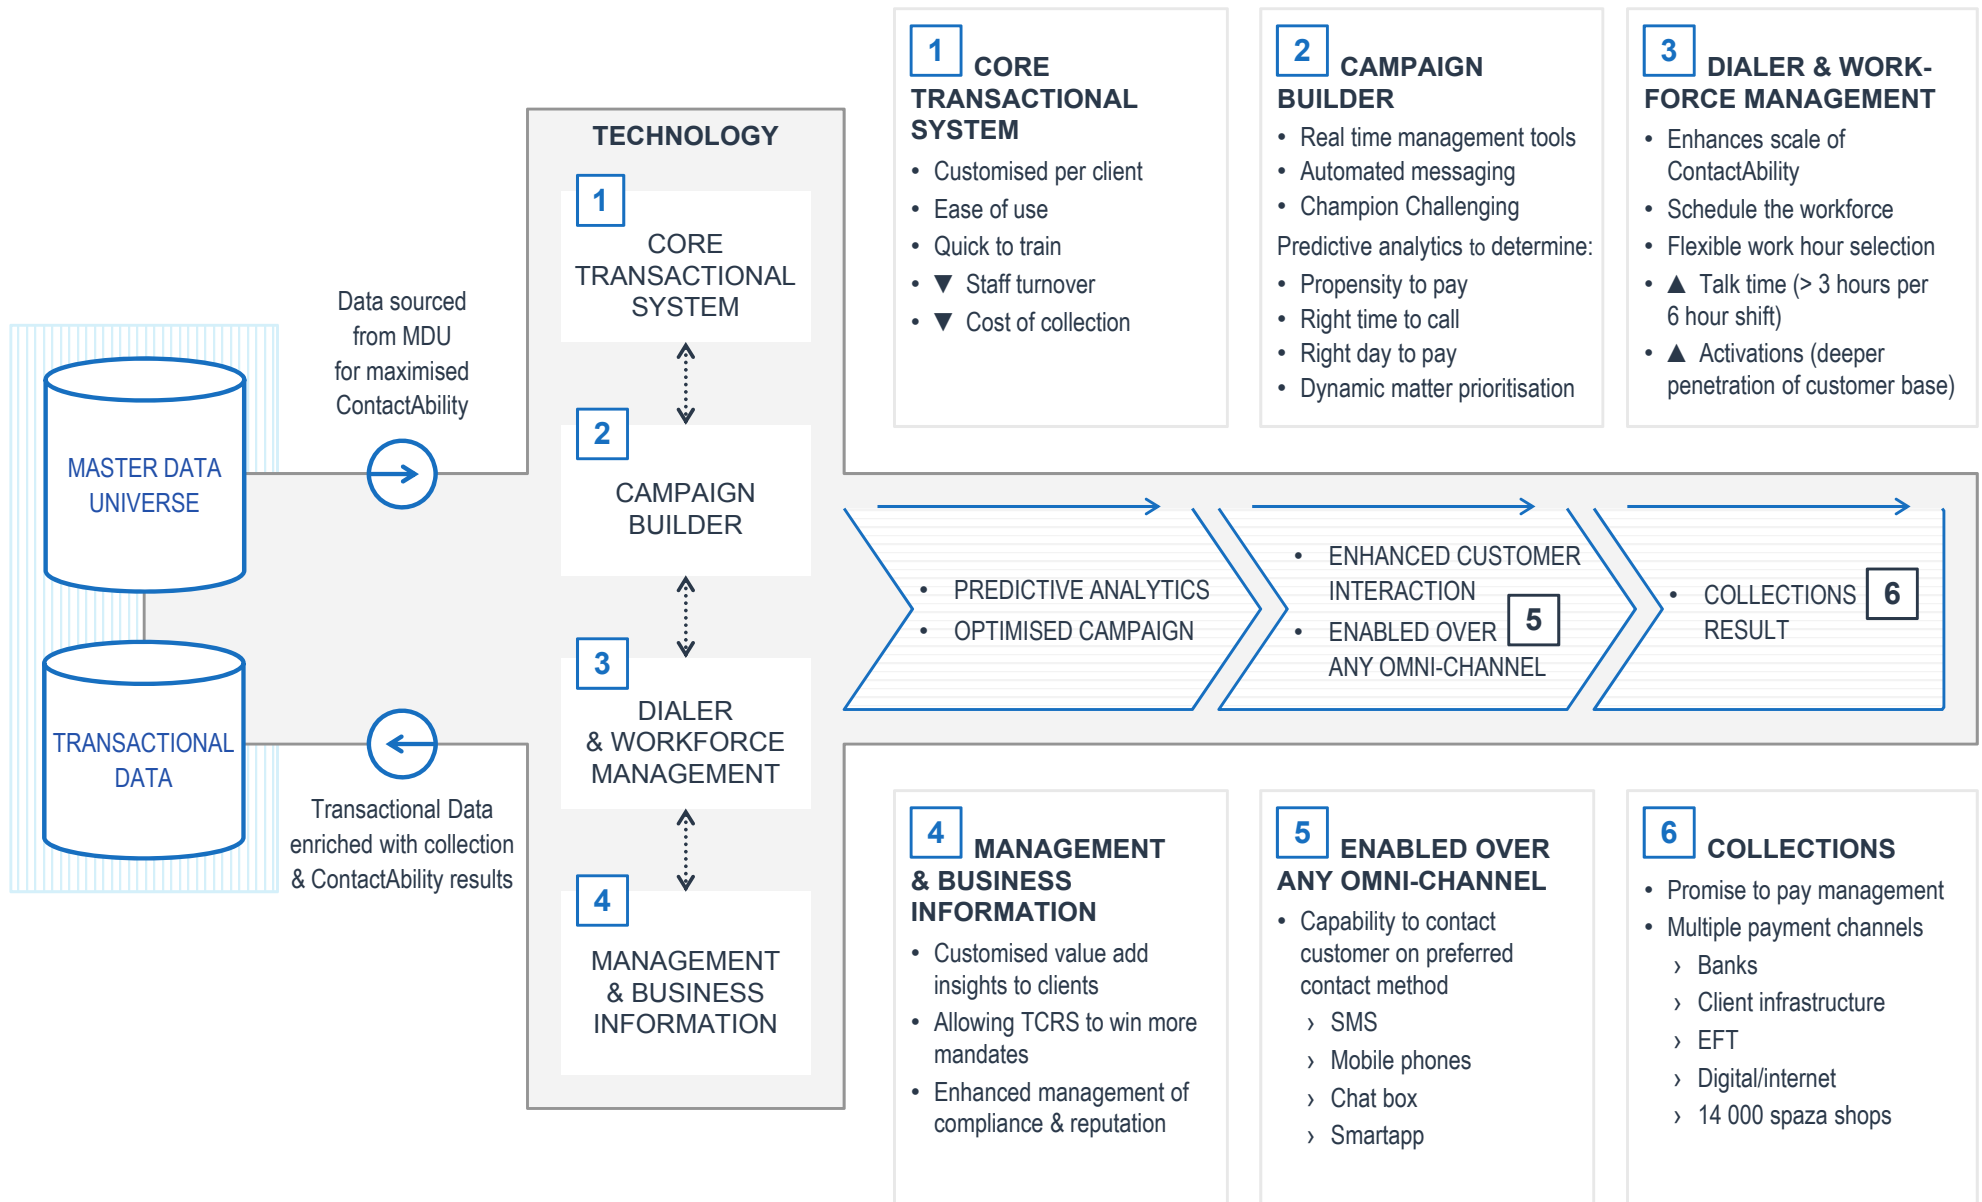 1 CORE
TRANSACTIONAL
SYSTEM
• Customised per client
• Ease of use
• Quick to train
• ▼ Staff turnover
• ▼ Cost of collection
2 CAMPAIGN
BUILDER
• Real time management tools
• Automated messaging
• Champion Challenging
Predictive analytics to determine:
• Propensity to pay
• Right time to call
• Right day to pay
• Dynamic matter prioritisation
3 DIALER & WORK-
FORCE MANAGEMENT
• Enhances scale of
ContactAbility
• Schedule the workforce
• Flexible work hour selection
• ▲ Talk time (> 3 hours per
6 hour shift)
• ▲ Activations (deeper
penetration of customer base)
TECHNOLOGY
1
CORE
TRANSACTIONAL
SYSTEM
2
CAMPAIGN
BUILDER
3
DIALER
& WORKFORCE
MANAGEMENT
4
MANAGEMENT
& BUSINESS
INFORMATION
Data sourced
from MDU
for maximised
ContactAbility
MASTER DATA
UNIVERSE
TRANSACTIONAL
DATA
Transactional Data
enriched with collection
& ContactAbility results
• PREDICTIVE ANALYTICS
• OPTIMISED CAMPAIGN
• ENHANCED CUSTOMER
INTERACTION
• ENABLED OVER 5
ANY OMNI-CHANNEL
• COLLECTIONS 6
RESULT
4 MANAGEMENT
& BUSINESS
INFORMATION
• Customised value add
insights to clients
• Allowing TCRS to win more
mandates
• Enhanced management of
compliance & reputation
5 ENABLED OVER
ANY OMNI-CHANNEL
• Capability to contact
customer on preferred
contact method
› SMS
› Mobile phones
› Chat box
› Smartapp
6 COLLECTIONS
• Promise to pay management
• Multiple payment channels
› Banks
› Client infrastructure
› EFT
› Digital/internet
› 14 000 spaza shops